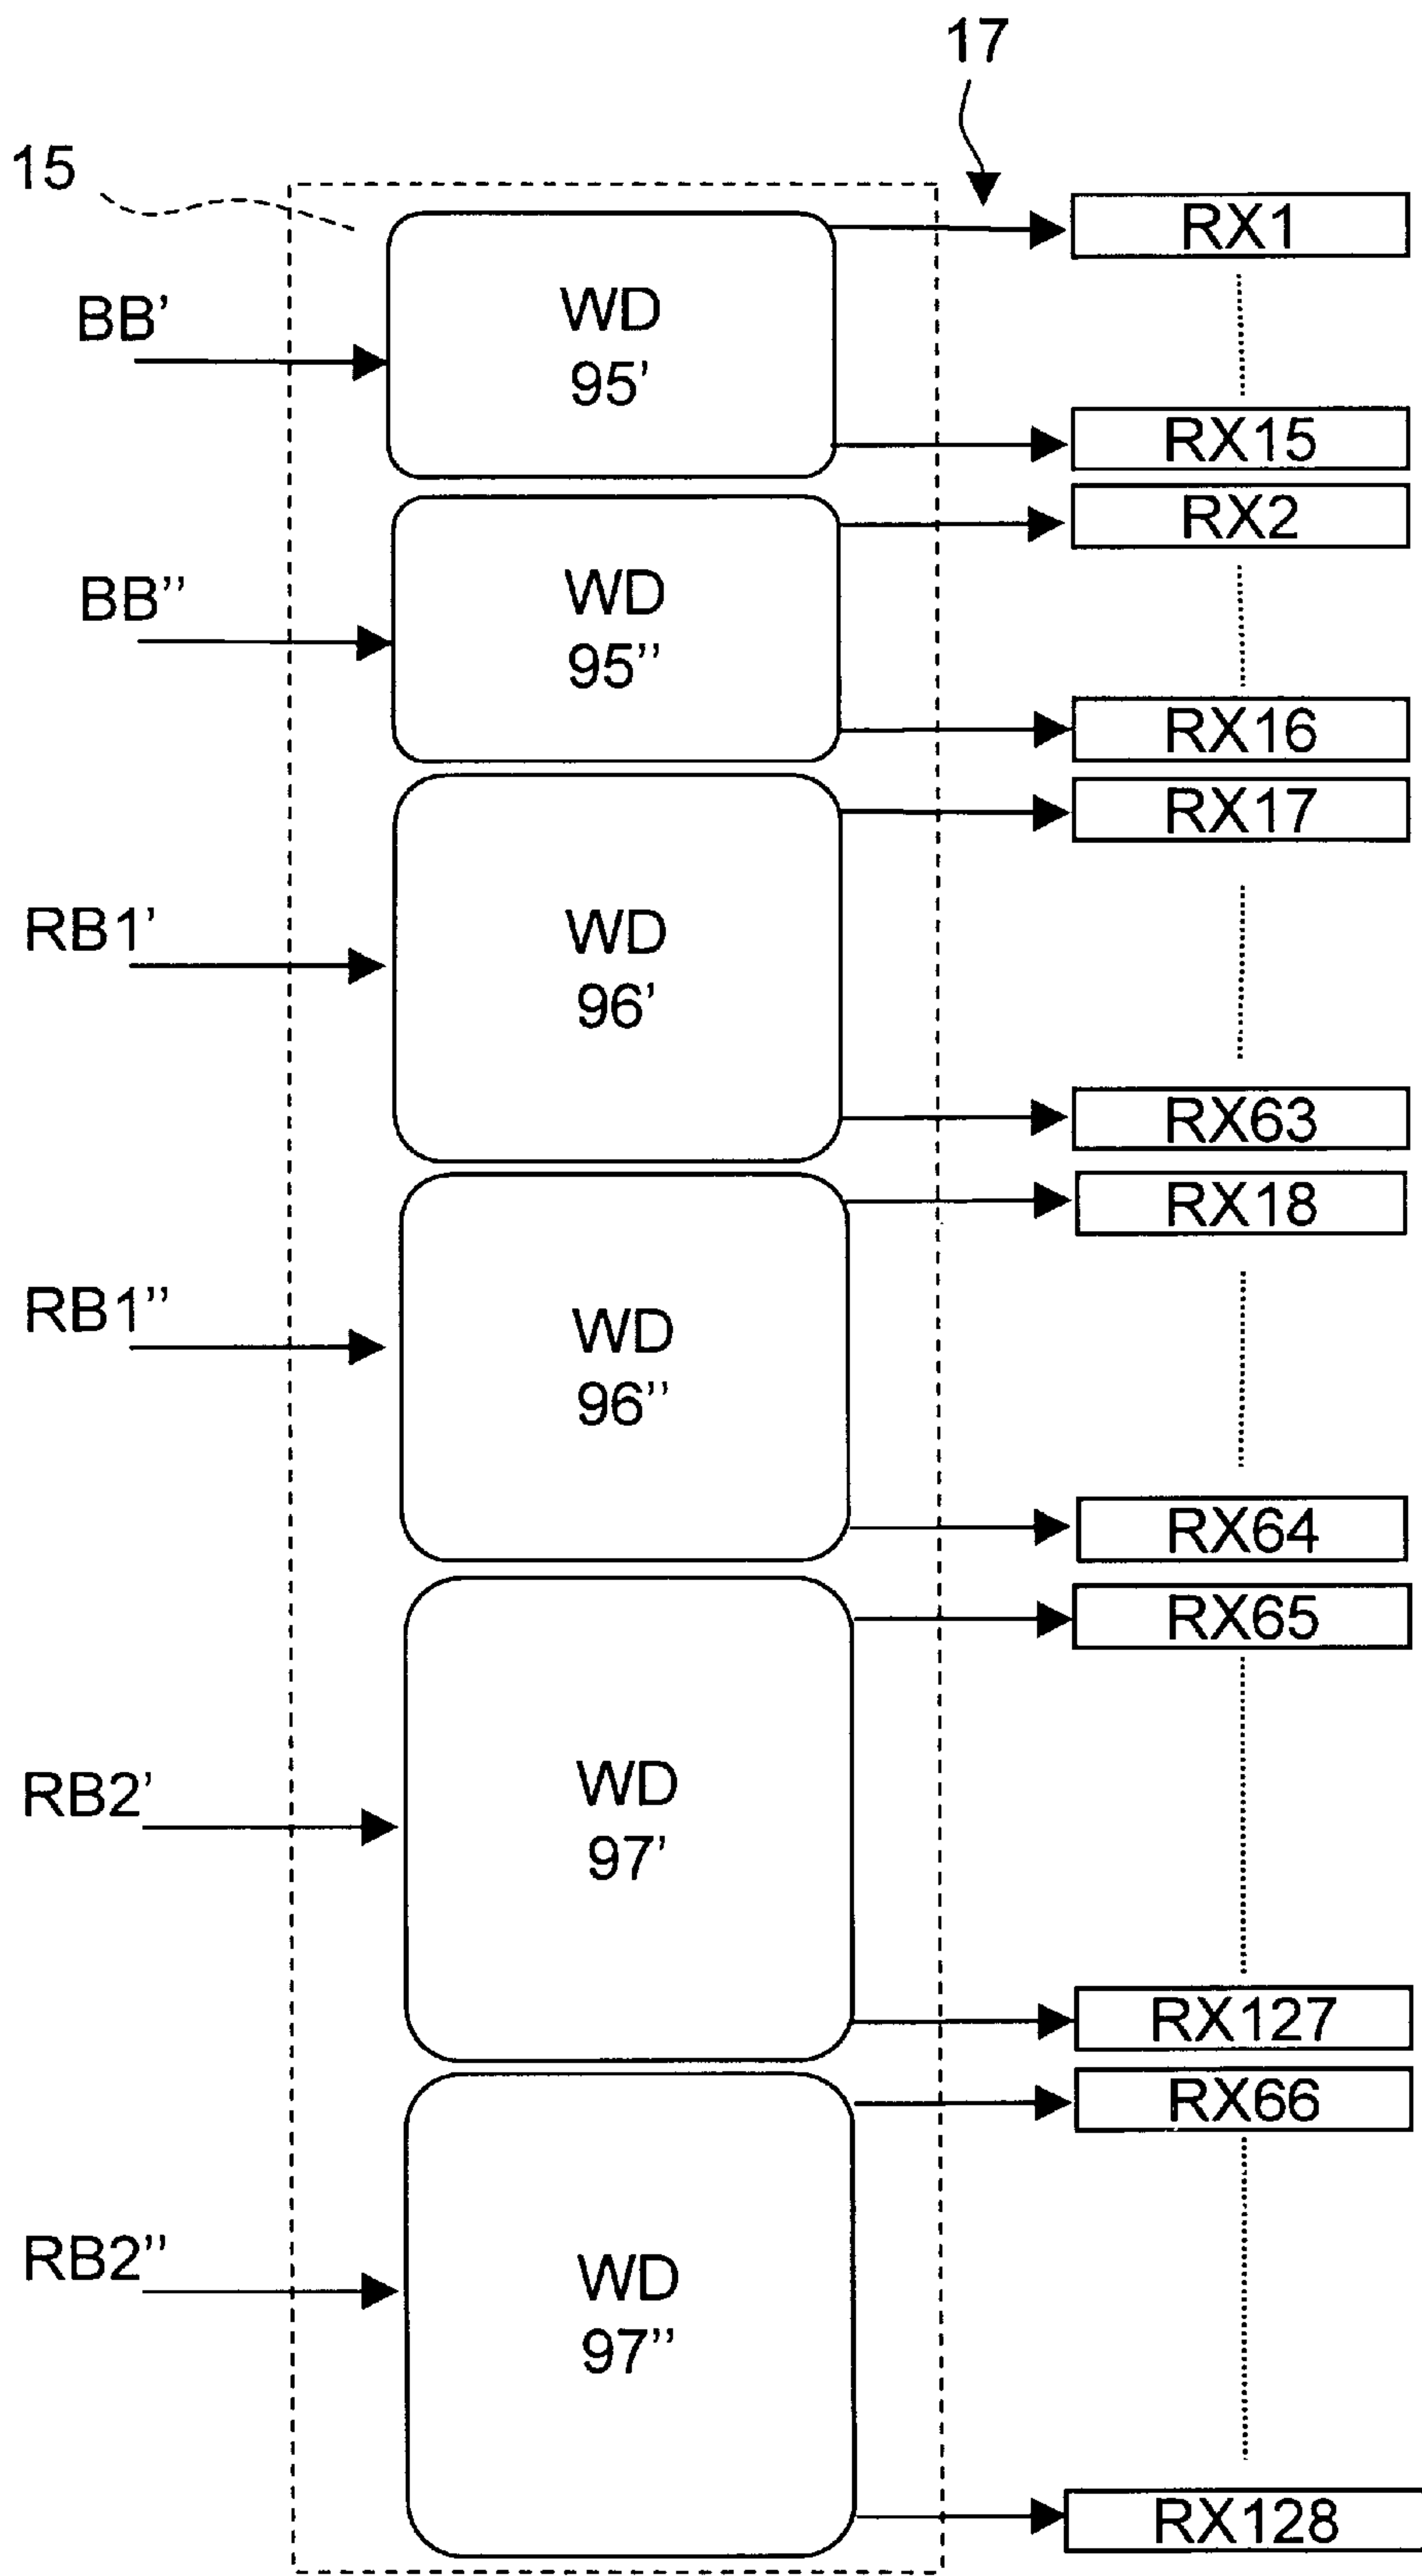 17
15
RX1
BB’
WD
95’
RX15
RX2
BB’’
WD
95’’
RX16
RX17
RB1’
WD
96’
RX63
RX18
RB1’’
WD
96’’
RX64
RX65
RB2’
WD
97’
RX127
RX66
RB2’’
WD
97’’
RX128